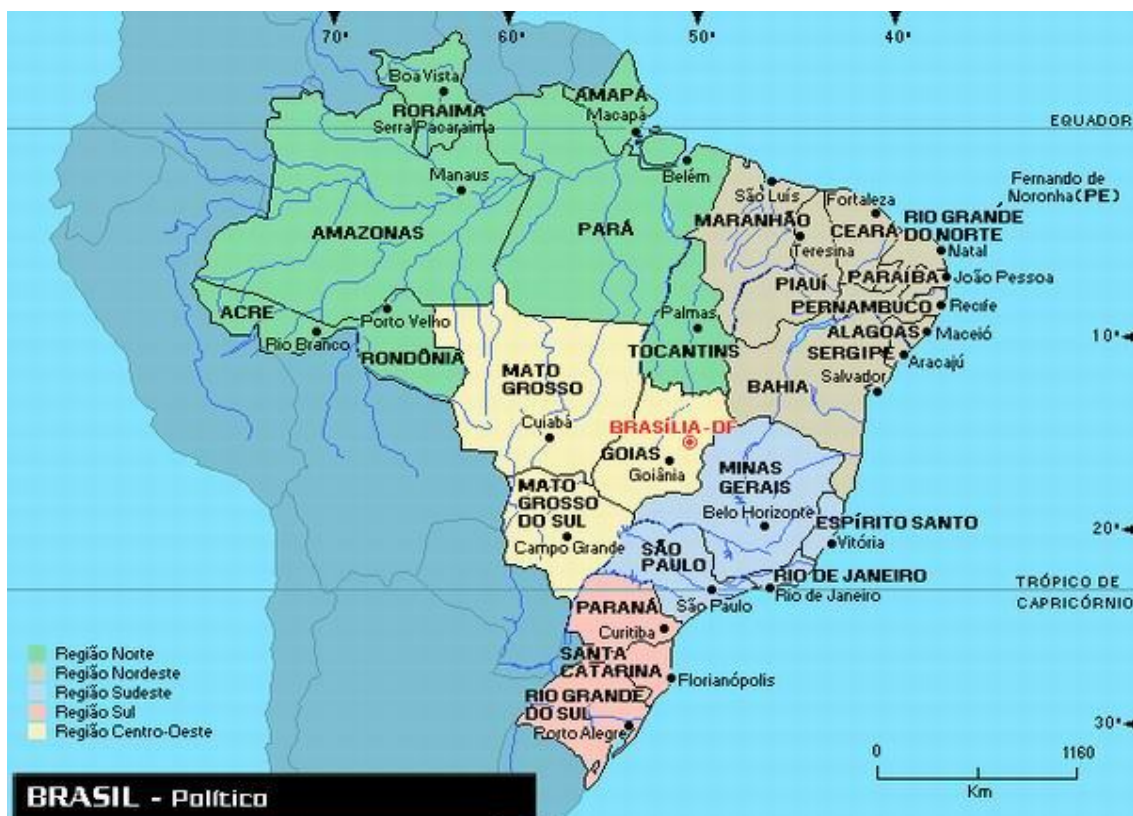 70°
60°
50°
40°
Boa Vista
RORAIMA
Serra Pacaraima
AMAPÁ
Macapá
EQUADOR
Belém
Manaus
São Luís
Fortaleza
Fernando de
Noronha(PE)
AMAZONAS
PARÁ
MARANHÃO
Teresina
CEARÁ
RIO GRANDE
DO NORTE
Natal
PIAUÍ
PARAÍBA
João Pessoa
ACRE
Porto Velho
Palmas
PERNAMBUCO
Recife
Rio Branco
RONDÔNIA
TOCANTINS
ALAGOAS
Maceió
10°
SERGIPE
Aracajú
MATO
GROSSO
BAHIA
Salvador
Cuiabá
BRASÍLIA-DF
GOIAS
Goiânia
MINAS
GERAIS
Belo Horizonte
MATO
GROSSO
DO SUL
Campo Grande
ESPÍRITO SANTO
Vitória
20°
SÃO
PAULO
São Paulo
RIO DE JANEIRO
Rio de Janeiro
TRÓPICO DE
CAPRICÓRNIO
PARANÁ
Curitiba
SANTA
CATARINA
Florianópolis
RIO GRANDE
DO SUL
Porto Alegre
30°
Região Norte
Região Nordeste
Região Sudeste
Região Sul
Região Centro-Oeste
0
1160
Km
BRASIL - Político